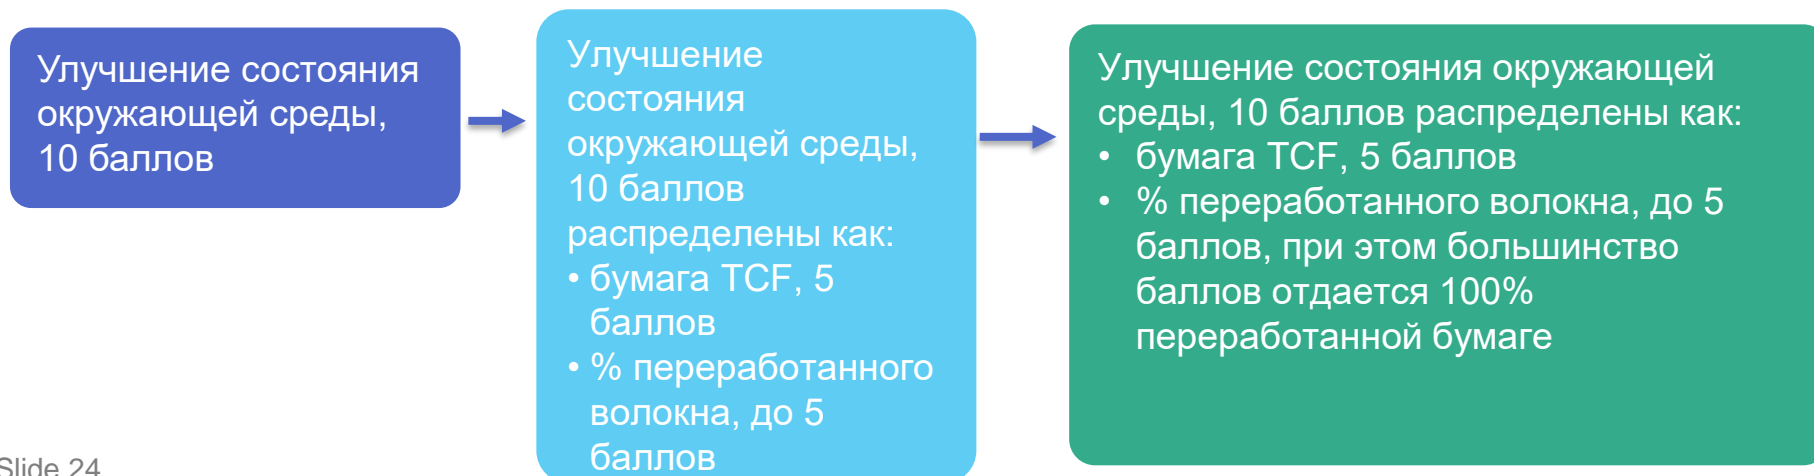 Улучшение состояния
окружающей среды,
10 баллов
Улучшение
состояния
окружающей среды,
10 баллов
распределены как:
• бумага TCF, 5
баллов
• % переработанного
волокна, до 5
баллов
Улучшение состояния окружающей
среды, 10 баллов распределены как:
• бумага TCF, 5 баллов
• % переработанного волокна, до 5
баллов, при этом большинство
баллов отдается 100%
переработанной бумаге
Slide 24